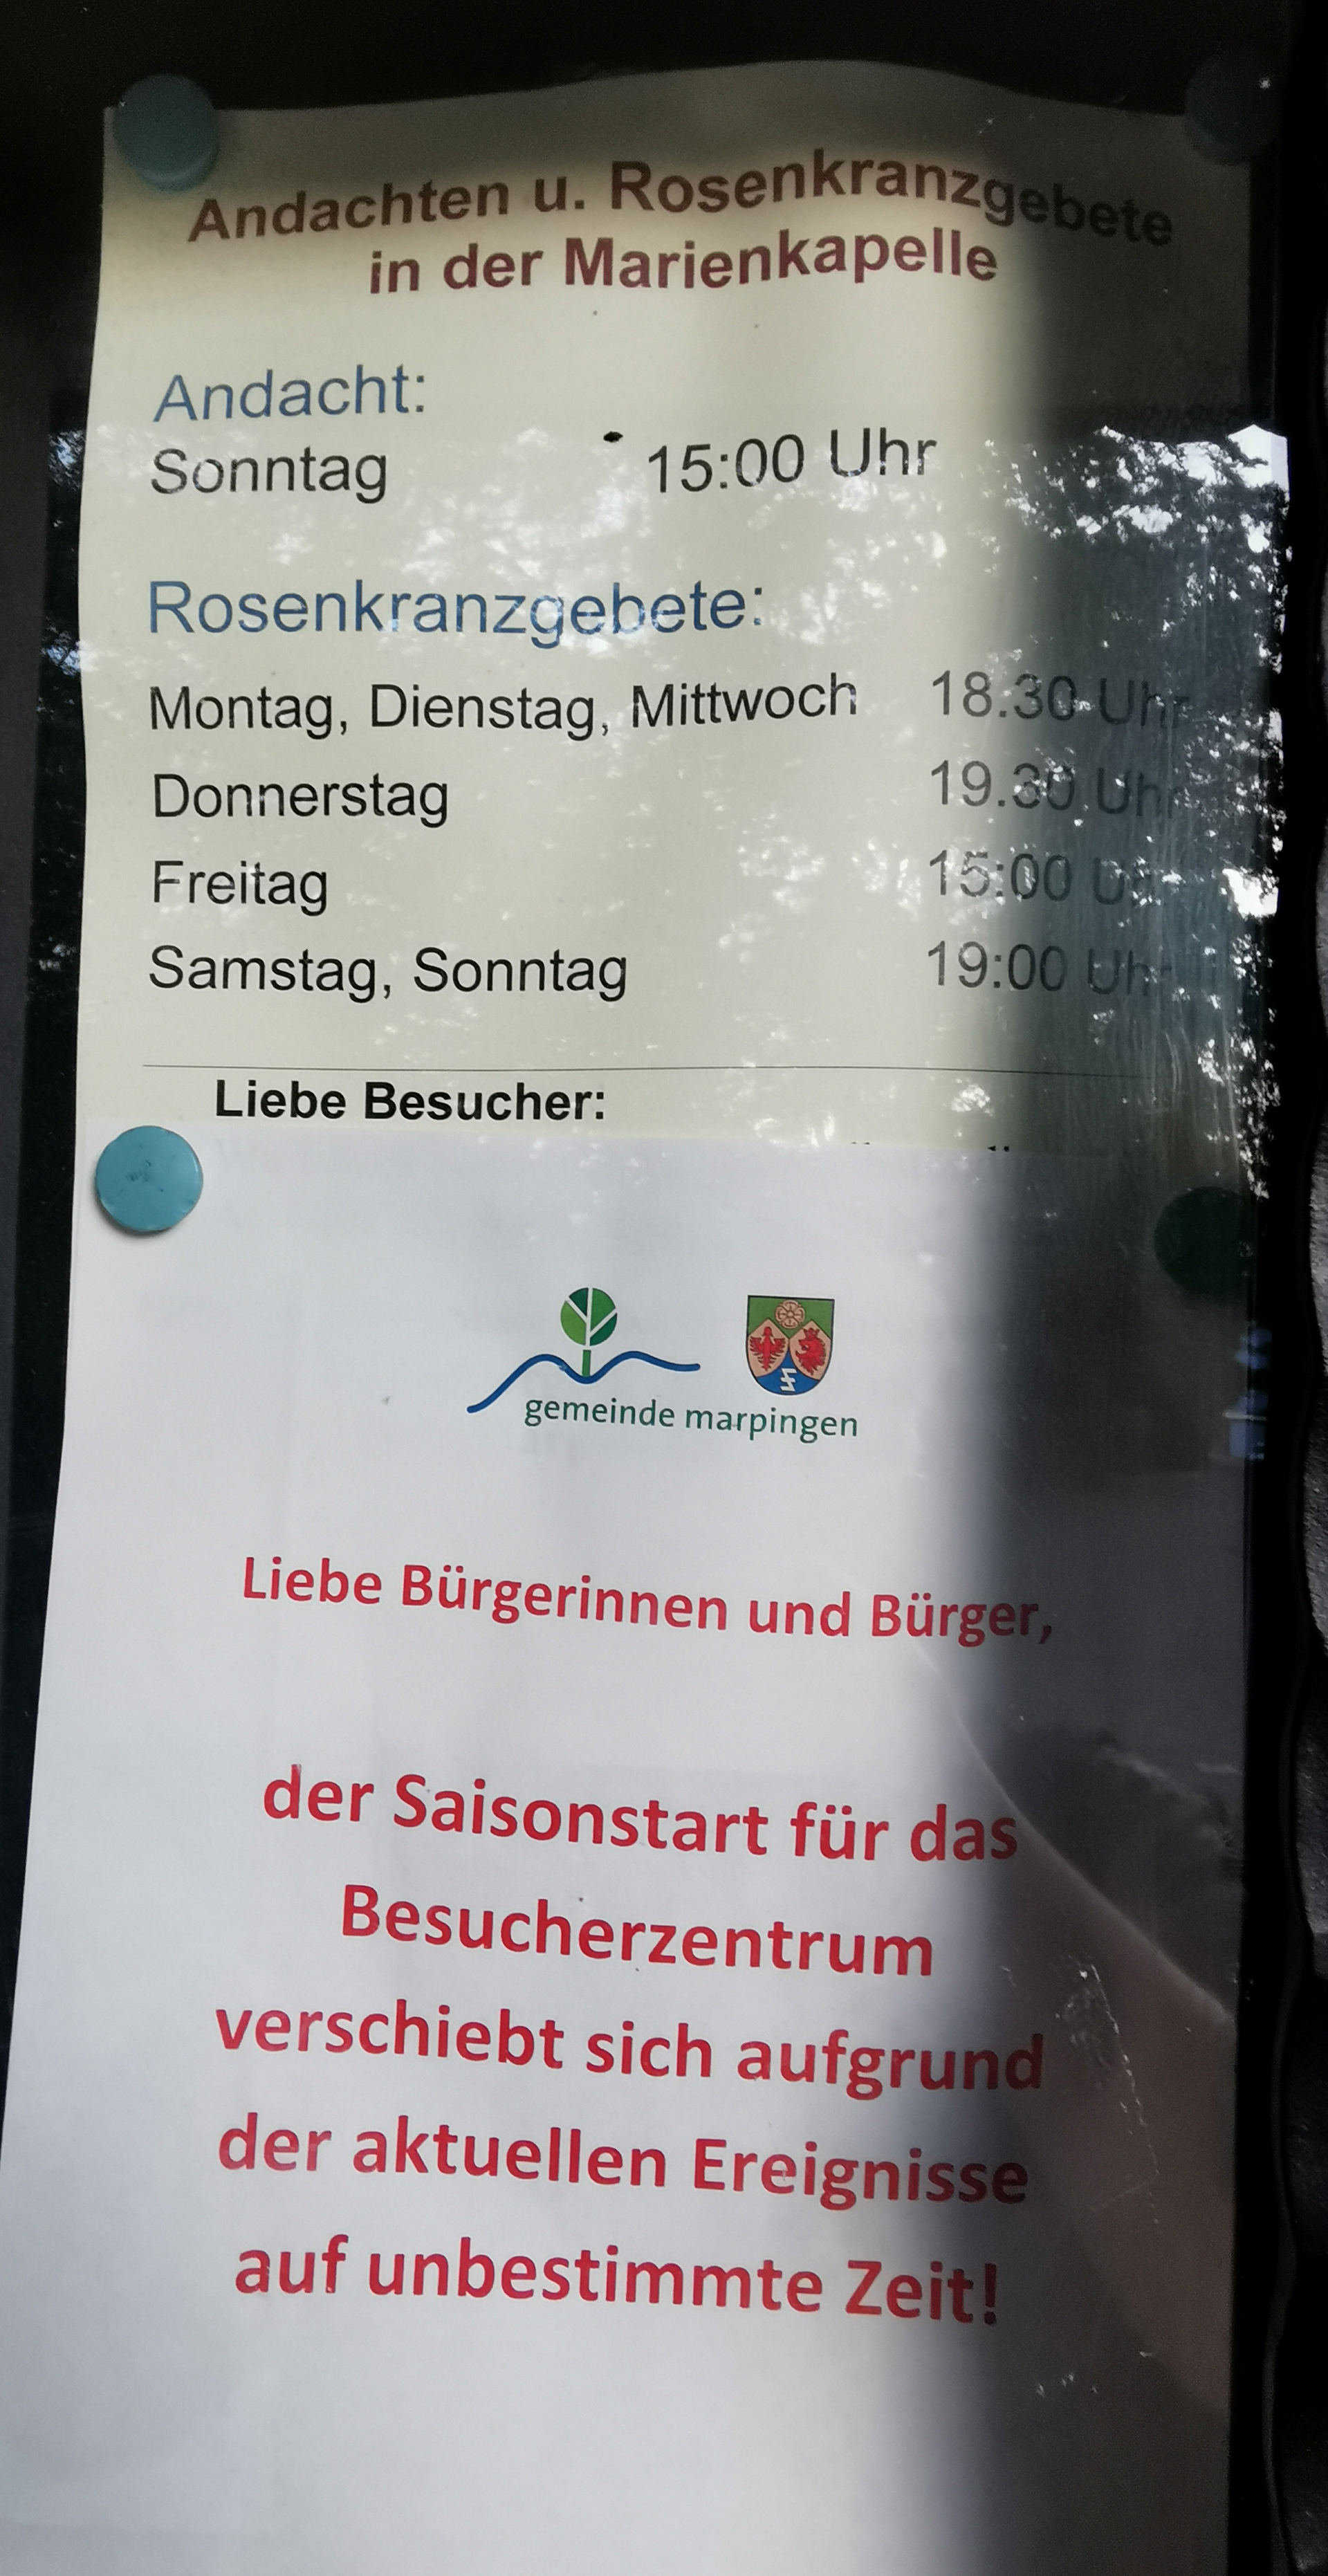 Andachten u. Rosenkranzgebete
in der Marienkapelle
Andacht:
Sonntag 15:00 Uhr
Rosenkranzgebete:
Montag, Dienstag, Mittwoch 18.30 Uhr
Donnerstag 19.30 Uhr
Freitag 15:00 Uhr
Samstag, Sonntag 19:00 Uhr
Liebe Besucher:
gemeinde marpingen
Liebe Bürgerinnen und Bürger,
der Saisonstart für das
Besucherzentrum
verschiebt sich aufgrund
der aktuellen Ereignisse
auf unbestimmte Zeit!